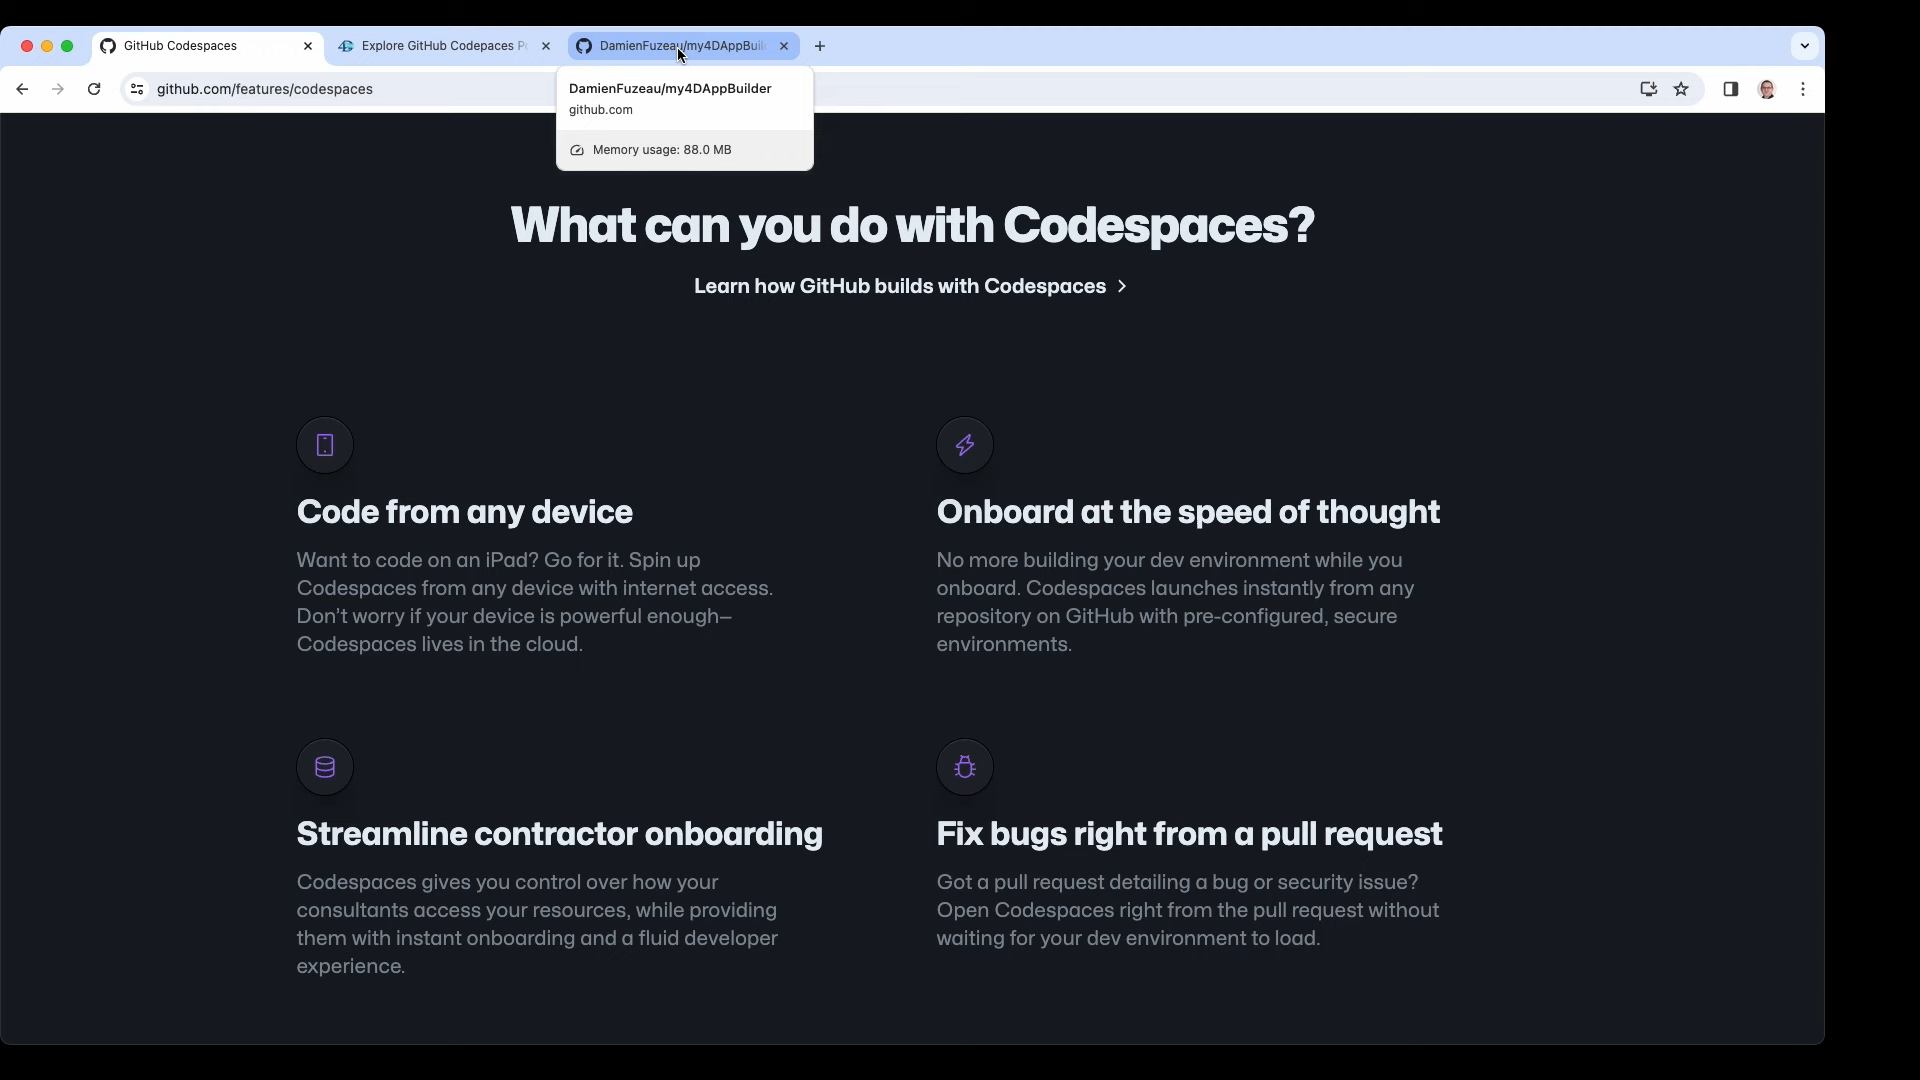 GitHub Codespaces
Explore GitHub Codepaces
DamienFuzeau/my4DAppBuil
github.com/features/codespaces
DamienFuzeau/my4DAppBuilder
github.com
Memory usage: 88.0 MB
What can you do with Codespaces?
Learn how GitHub builds with Codespaces
Code from any device
Want to code on an iPad? Go for it. Spin up
Codespaces from any device with internet access.
Don't worry if your device is powerful enough—
Codespaces lives in the cloud.
Onboard at the speed of thought
No more building your dev environment while you
onboard. Codespaces launches instantly from any
repository on GitHub with pre-configured, secure
environments.
Streamline contractor onboarding
Codespaces gives you control over how your
consultants access your resources, while providing
them with instant onboarding and a fluid developer
experience.
Fix bugs right from a pull request
Got a pull request detailing a bug or security issue?
Open Codespaces right from the pull request without
waiting for your dev environment to load.